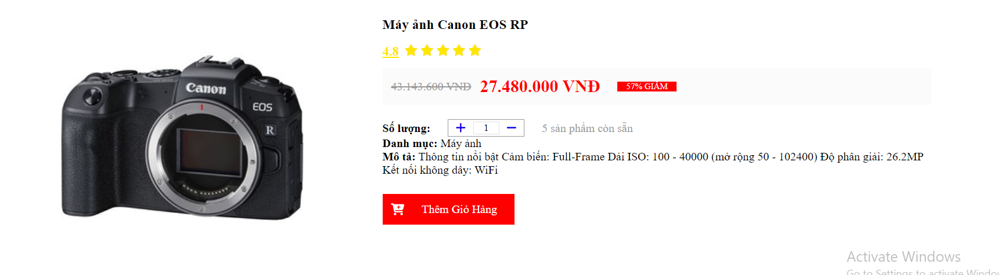 Máy ảnh Canon EOS RP
4.8
43.143.600 VNĐ 27.480.000 VNĐ 57% GIẢM
Canon
EOS
R
Số lượng: + 1 − 5 sản phẩm còn sẵn
Danh mục: Máy ảnh
Mô tả: Thông tin nổi bật Cảm biến: Full-Frame Dải ISO: 100 - 40000 (mở rộng 50 - 102400) Độ phân giải: 26.2MP
Kết nối không dây: WiFi
Thêm Giỏ Hàng
Activate Windows
Go to Settings to activate Windows